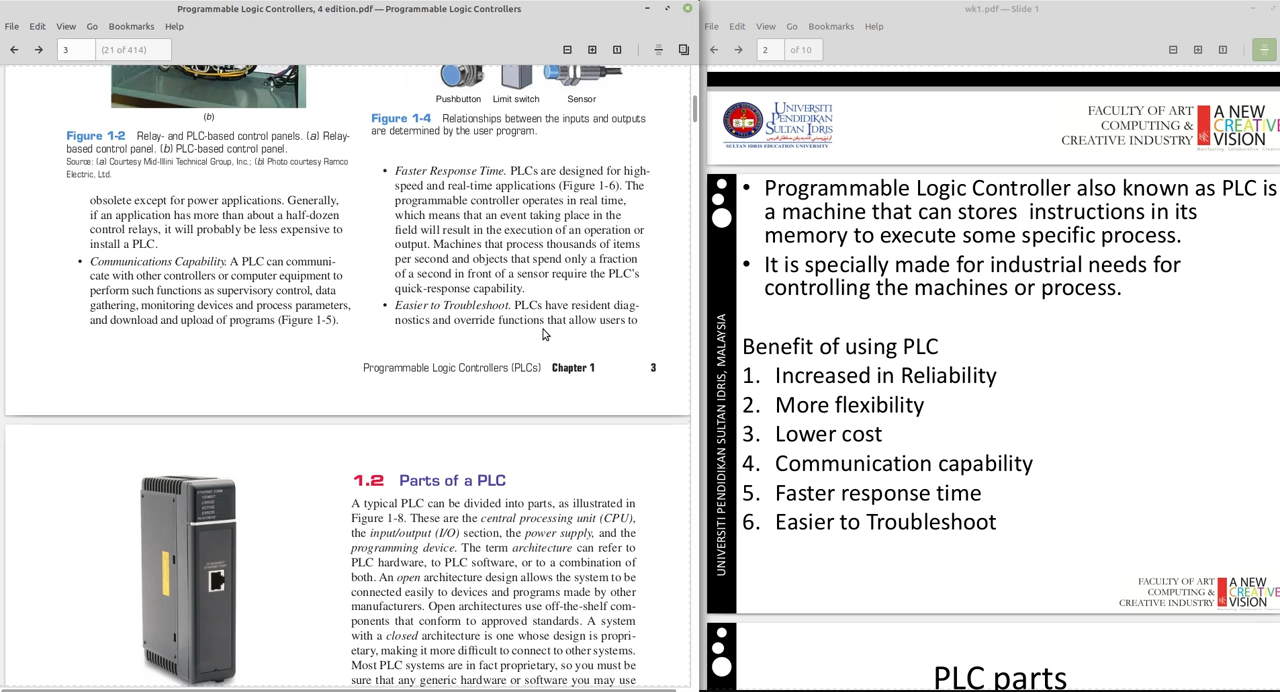 Programmable Logic Controllers, 4 edition.pdf — Programmable Logic Controllers
File Edit View Go Bookmarks Help
3 (21 of 414)
(b)
Figure 1-2 Relay- and PLC-based control panels. (a) Relay-
based control panel. (b) PLC-based control panel.
Source: (a) Courtesy Mid-Illini Technical Group, Inc.; (b) Photo courtesy Ramco
Electric, Ltd.
obsolete except for power applications. Generally,
if an application has more than about a half-dozen
control relays, it will probably be less expensive to
install a PLC.
• Communications Capability. A PLC can communi-
cate with other controllers or computer equipment to
perform such functions as supervisory control, data
gathering, monitoring devices and process parameters,
and download and upload of programs (Figure 1-5).
Pushbutton Limit switch Sensor
Figure 1-4 Relationships between the inputs and outputs
are determined by the user program.
• Faster Response Time. PLCs are designed for high-
speed and real-time applications (Figure 1-6). The
programmable controller operates in real time,
which means that an event taking place in the
field will result in the execution of an operation or
output. Machines that process thousands of items
per second and objects that spend only a fraction
of a second in front of a sensor require the PLC's
quick-response capability.
• Easier to Troubleshoot. PLCs have resident diag-
nostics and override functions that allow users to
Programmable Logic Controllers (PLCs) Chapter 1 3
1.2 Parts of a PLC
A typical PLC can be divided into parts, as illustrated in
Figure 1-8. These are the central processing unit (CPU),
the input/output (I/O) section, the power supply, and the
programming device. The term architecture can refer to
PLC hardware, to PLC software, or to a combination of
both. An open architecture design allows the system to be
connected easily to devices and programs made by other
manufacturers. Open architectures use off-the-shelf com-
ponents that conform to approved standards. A system
with a closed architecture is one whose design is propri-
etary, making it more difficult to connect to other systems.
Most PLC systems are in fact proprietary, so you must be
sure that any generic hardware or software you may use
wk1.pdf — Slide 1
File Edit View Go Bookmarks Help
2 of 10
UNIVERSITI
PENDIDIKAN
SULTAN IDRIS
SULTAN IDRIS EDUCATION UNIVERSITY
FACULTY OF ART
COMPUTING &
CREATIVE INDUSTRY
A NEW
CREATIVE
VISION
• Programmable Logic Controller also known as PLC is
a machine that can stores instructions in its
memory to execute some specific process.
• It is specially made for industrial needs for
controlling the machines or process.
Benefit of using PLC
1. Increased in Reliability
2. More flexibility
3. Lower cost
4. Communication capability
5. Faster response time
6. Easier to Troubleshoot
UNIVERSITI PENDIDIKAN SULTAN IDRIS, MALAYSIA
FACULTY OF ART
COMPUTING &
CREATIVE INDUSTRY
A NEW
CREATIVE
VISION
PLC parts